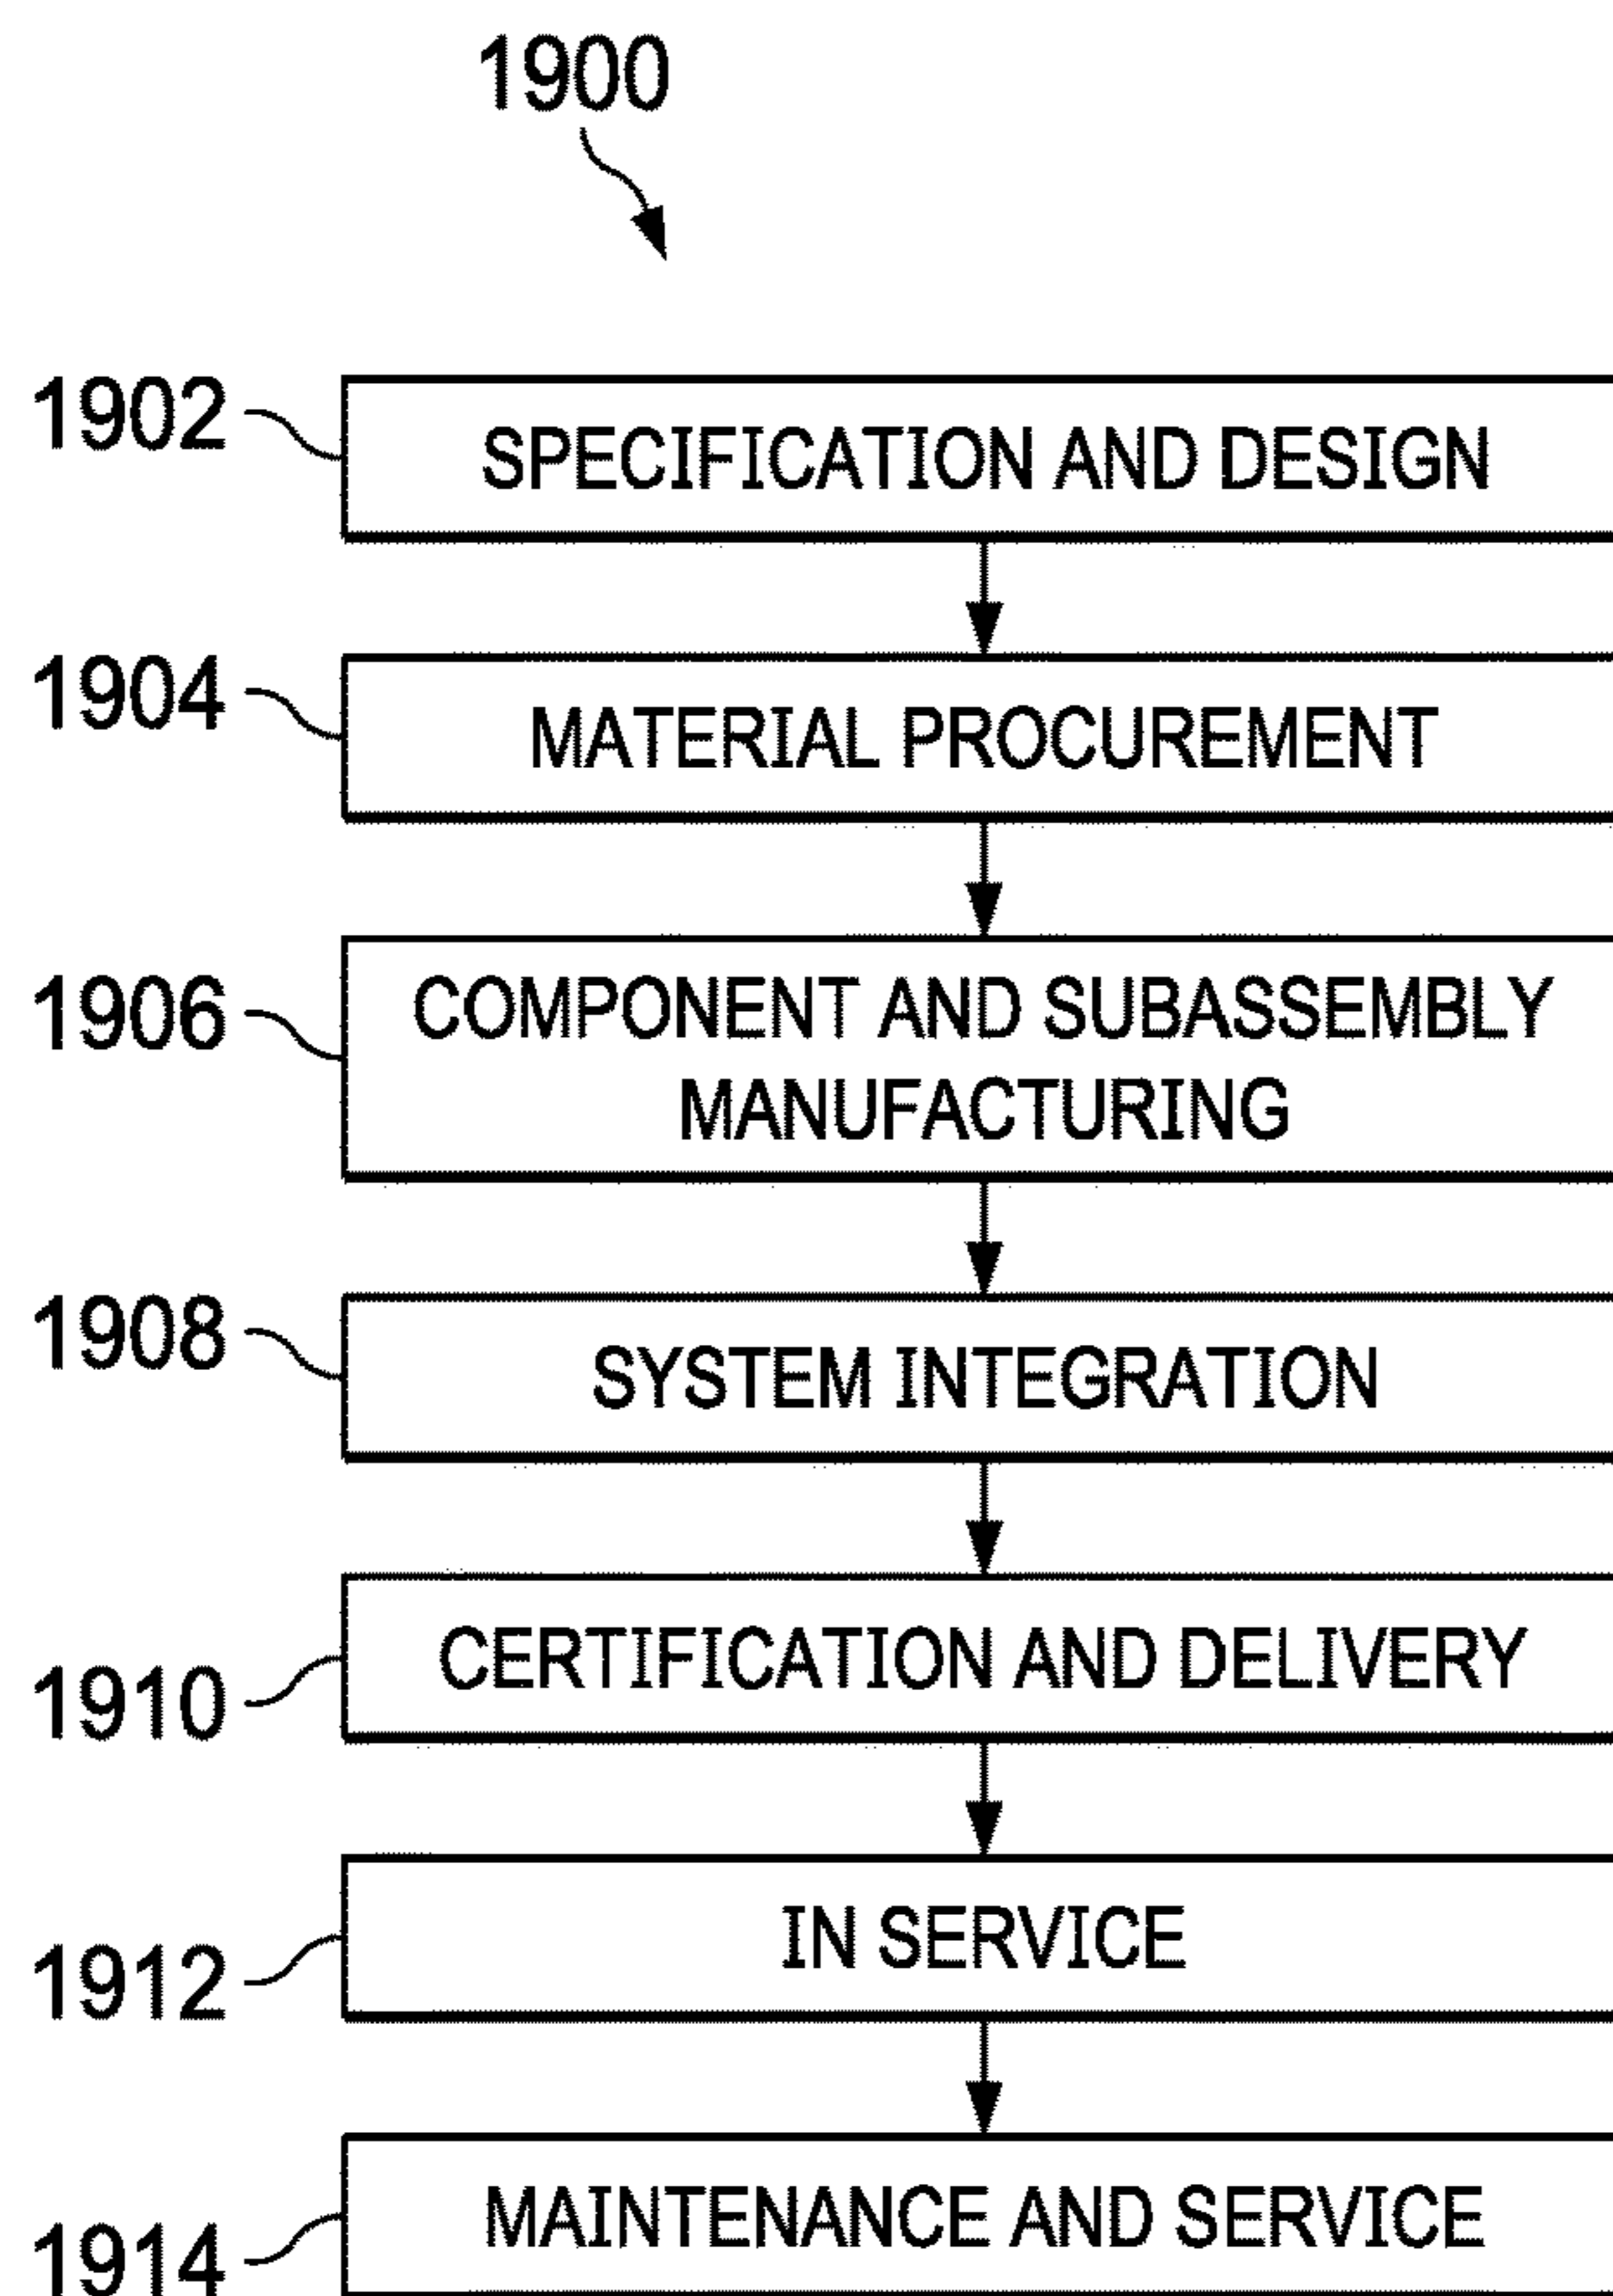 1900
1902 SPECIFICATION AND DESIGN
1904 MATERIAL PROCUREMENT
1906 COMPONENT AND SUBASSEMBLY
MANUFACTURING
1908 SYSTEM INTEGRATION
1910 CERTIFICATION AND DELIVERY
1912 IN SERVICE
1914 MAINTENANCE AND SERVICE